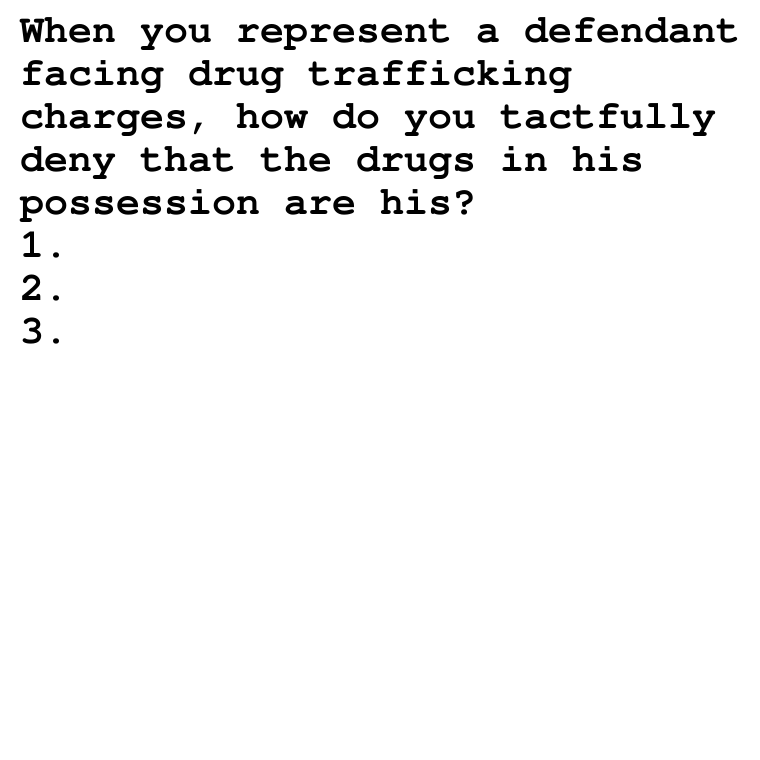 When you represent a defendant
facing drug trafficking
charges, how do you tactfully
deny that the drugs in his
possession are his?
1.
2.
3.